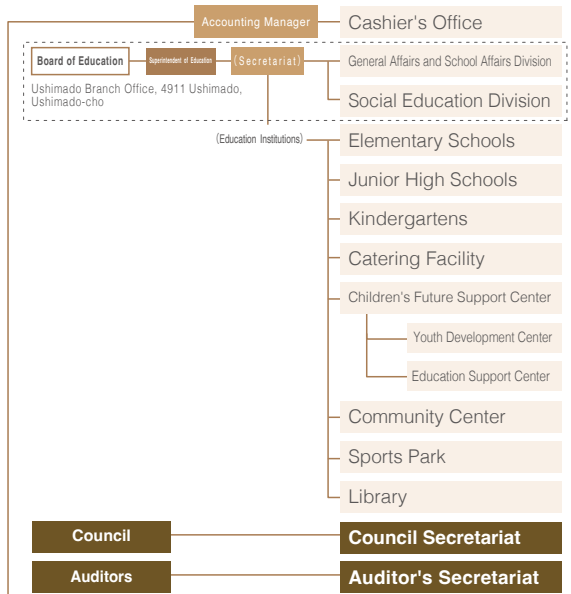 Accounting Manager
Cashier's Office
Board of Education
Superintendent of Education
(Secretariat)
General Affairs and School Affairs Division
Ushimado Branch Office, 4911 Ushimado,
Ushimado-cho
Social Education Division
(Education Institutions)
Elementary Schools
Junior High Schools
Kindergartens
Catering Facility
Children's Future Support Center
Youth Development Center
Education Support Center
Community Center
Sports Park
Library
Council
Council Secretariat
Auditors
Auditor's Secretariat